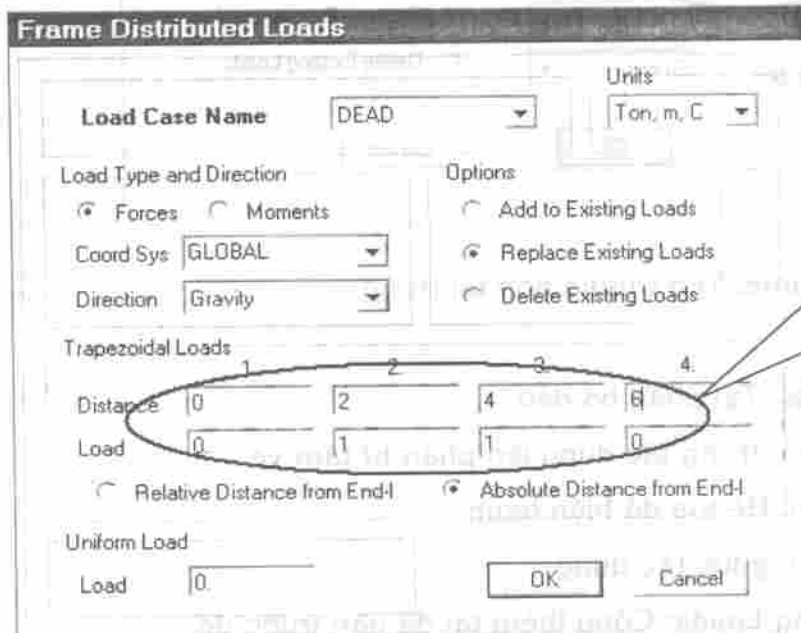 Frame Distributed Loads
Units
Load Case Name DEAD Ton, m, C
Load Type and Direction Options
Forces Moments Add to Existing Loads
Coord Sys GLOBAL Replace Existing Loads
Direction Gravity Delete Existing Loads
Trapezoidal Loads
1. 2. 3. 4.
Distance 0 2 4 6
Load 0. 1 1 0.
Relative Distance from End-I Absolute Distance from End-I
Uniform Load
Load 0. OK Cancel